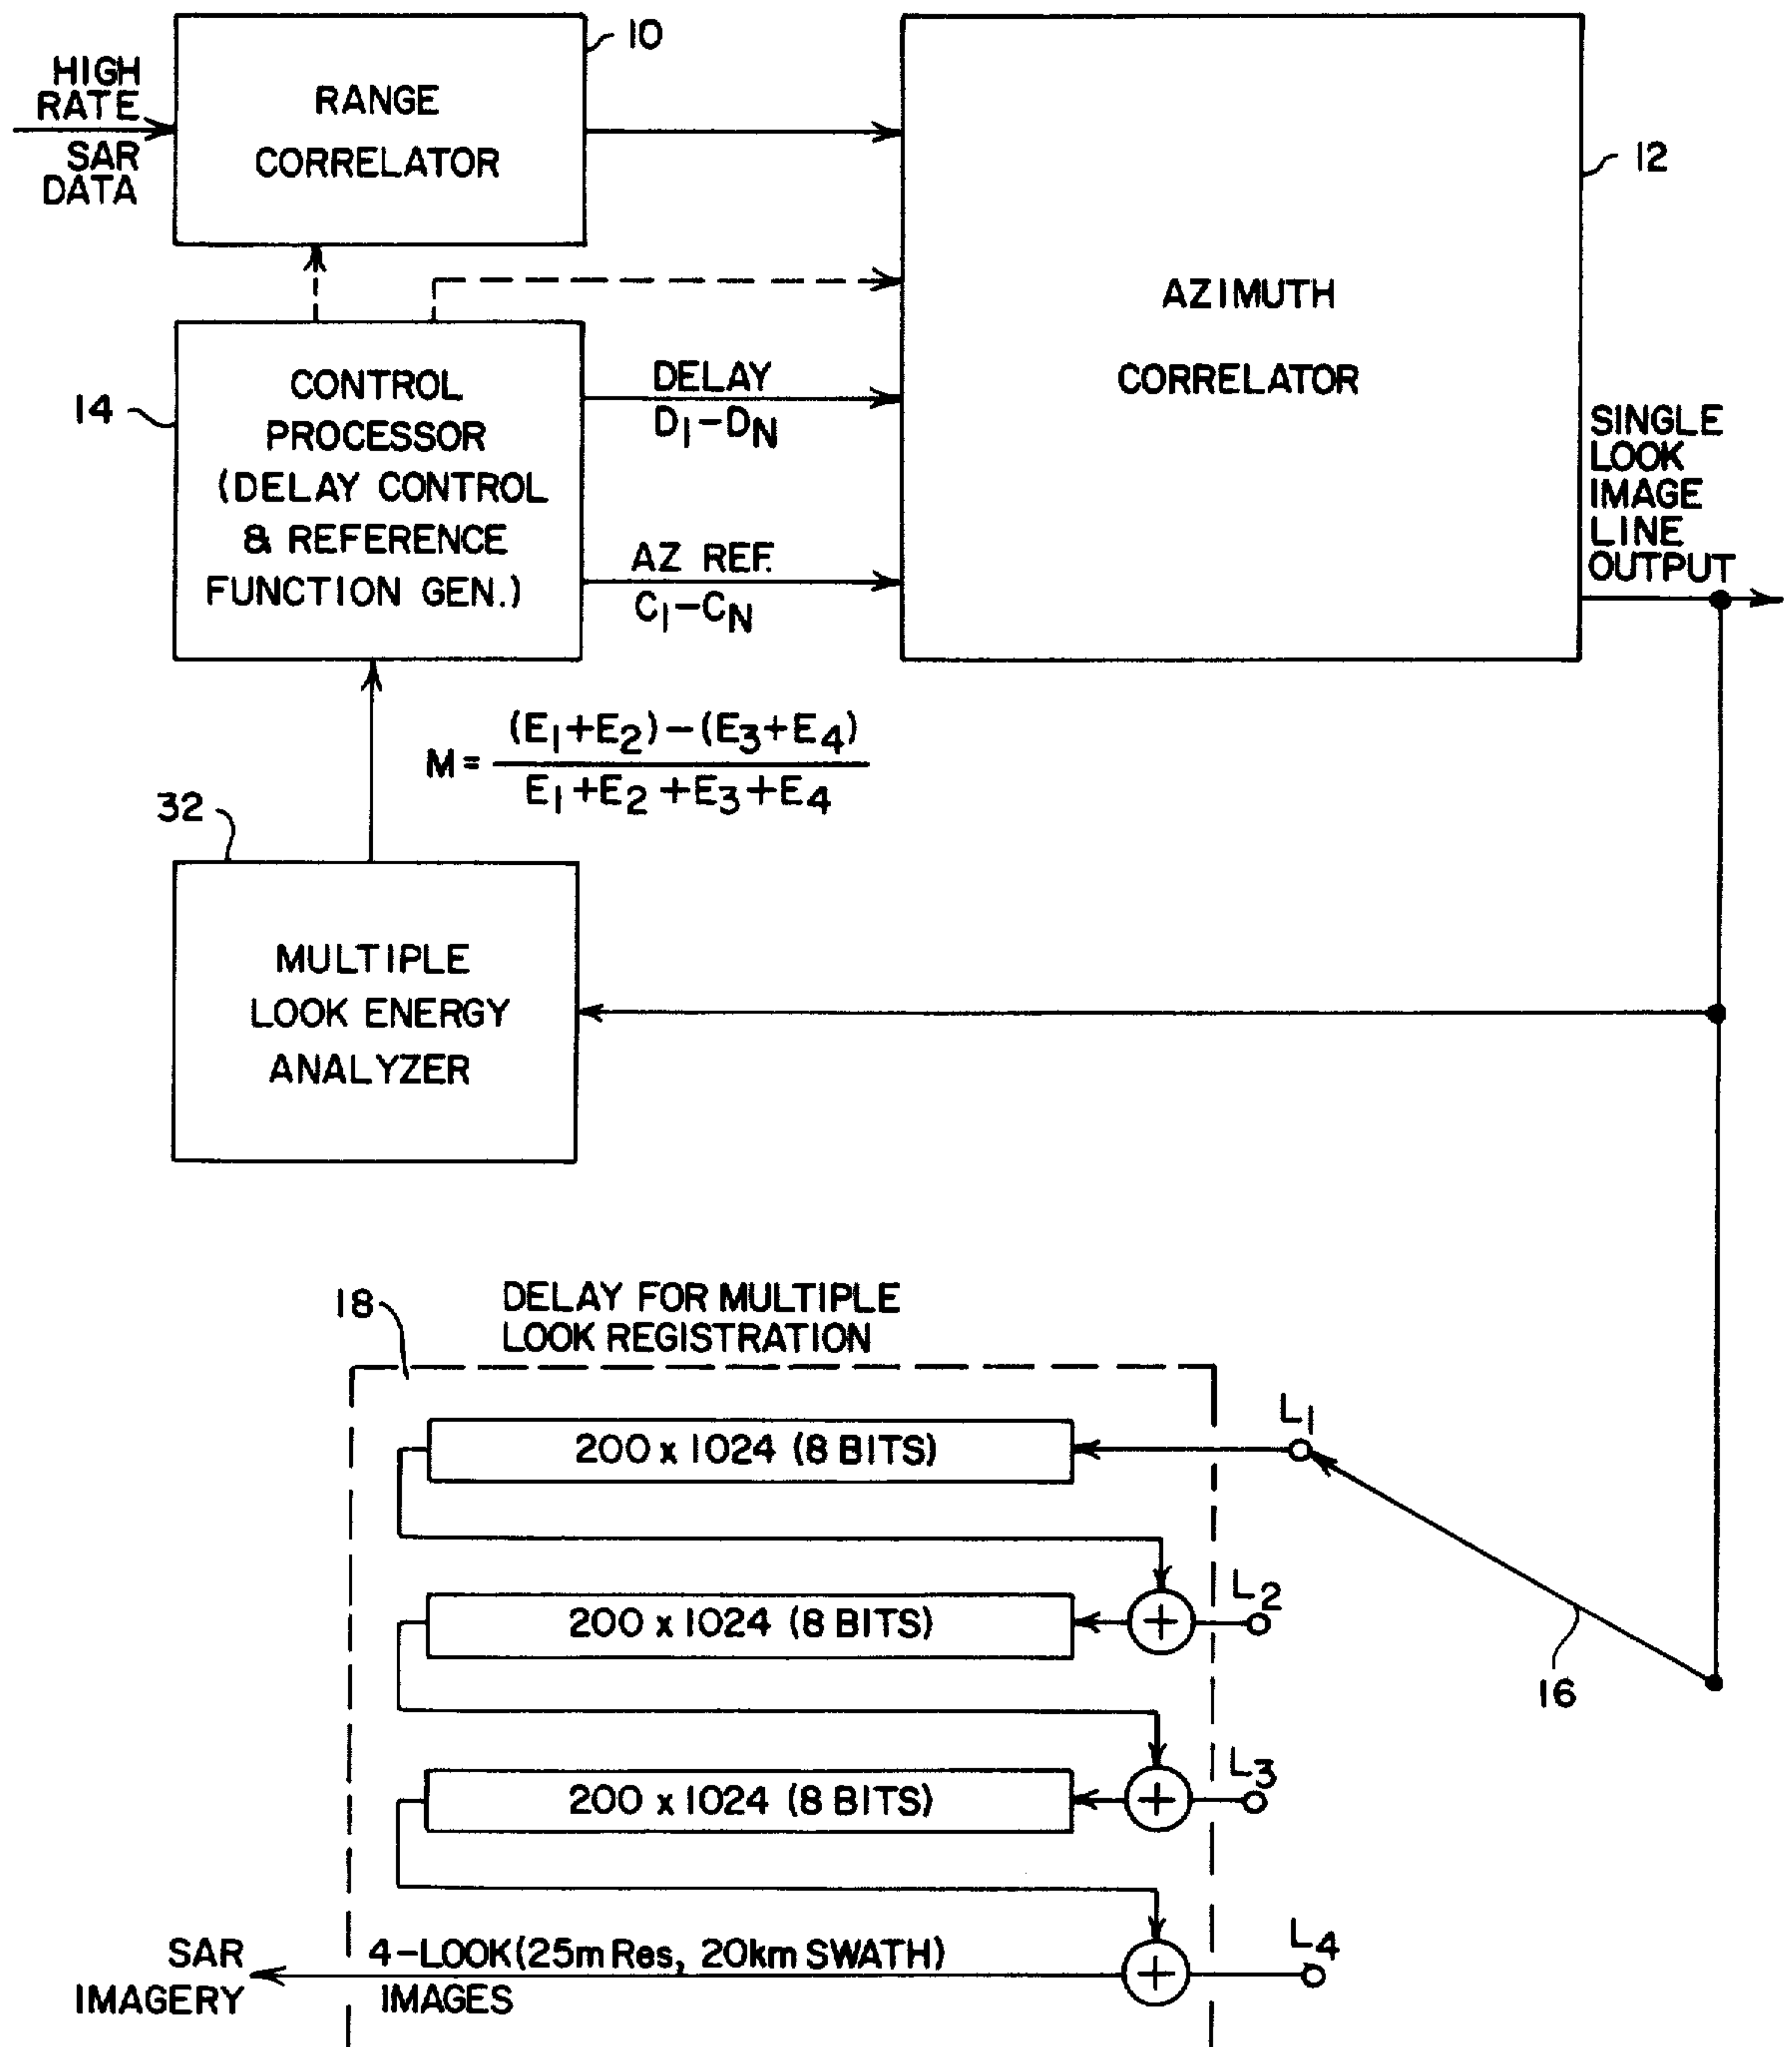 10
HIGH
RATE
SAR
DATA
RANGE
CORRELATOR
12
AZIMUTH
CORRELATOR
14
CONTROL
PROCESSOR
(DELAY CONTROL
& REFERENCE
FUNCTION GEN.)
DELAY
D1–DN
AZ REF.
C1–CN
SINGLE
LOOK
IMAGE
LINE
OUTPUT
M = (E1+E2)–(E3+E4) / E1+E2+E3+E4
32
MULTIPLE
LOOK ENERGY
ANALYZER
18
DELAY FOR MULTIPLE
LOOK REGISTRATION
L1
200 x 1024 (8 BITS)
L2
200 x 1024 (8 BITS)
16
L3
200 x 1024 (8 BITS)
L4
SAR
IMAGERY
4-LOOK (25m Res, 20km SWATH)
IMAGES